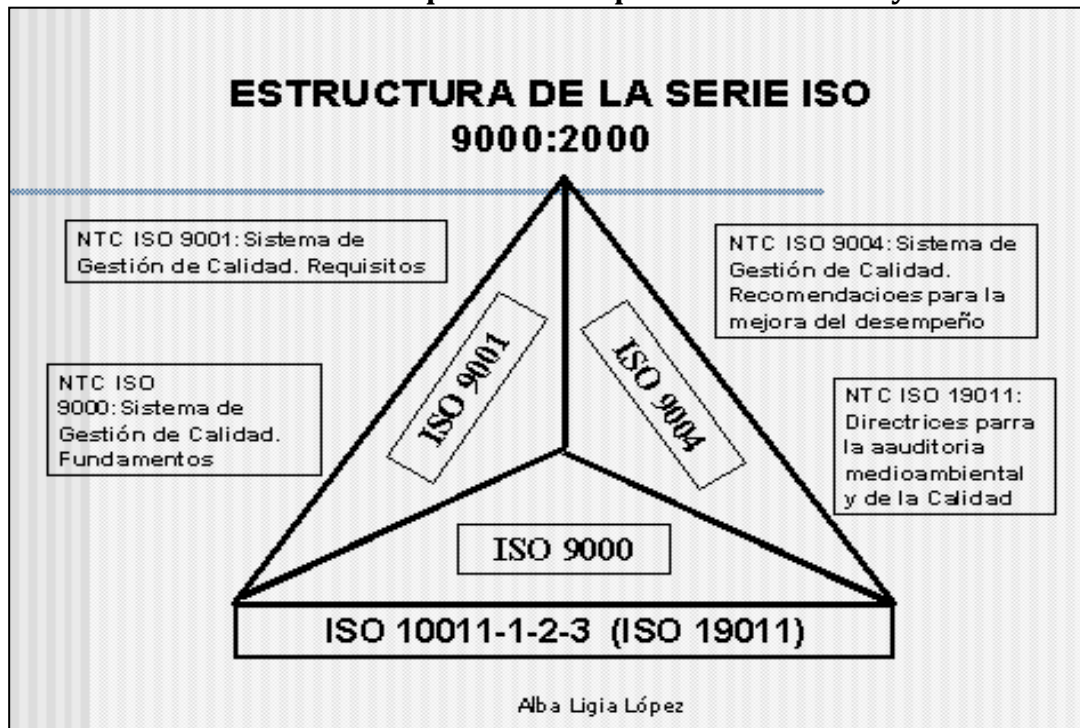 ESTRUCTURA DE LA SERIE ISO
9000:2000
NTC ISO 9001: Sistema de
Gestión de Calidad. Requisitos
NTC ISO 9004: Sistema de
Gestión de Calidad.
Recomendacioes para la
mejora del desempeño
ISO 9001
ISO 9004
NTC ISO
9000: Sistema de
Gestión de Calidad.
Fundamentos
NTC ISO 19011:
Directrices parra
la aauditoria
medioambiental
y de la Calidad
ISO 9000
ISO 10011-1-2-3 (ISO 19011)
Alba Ligia López